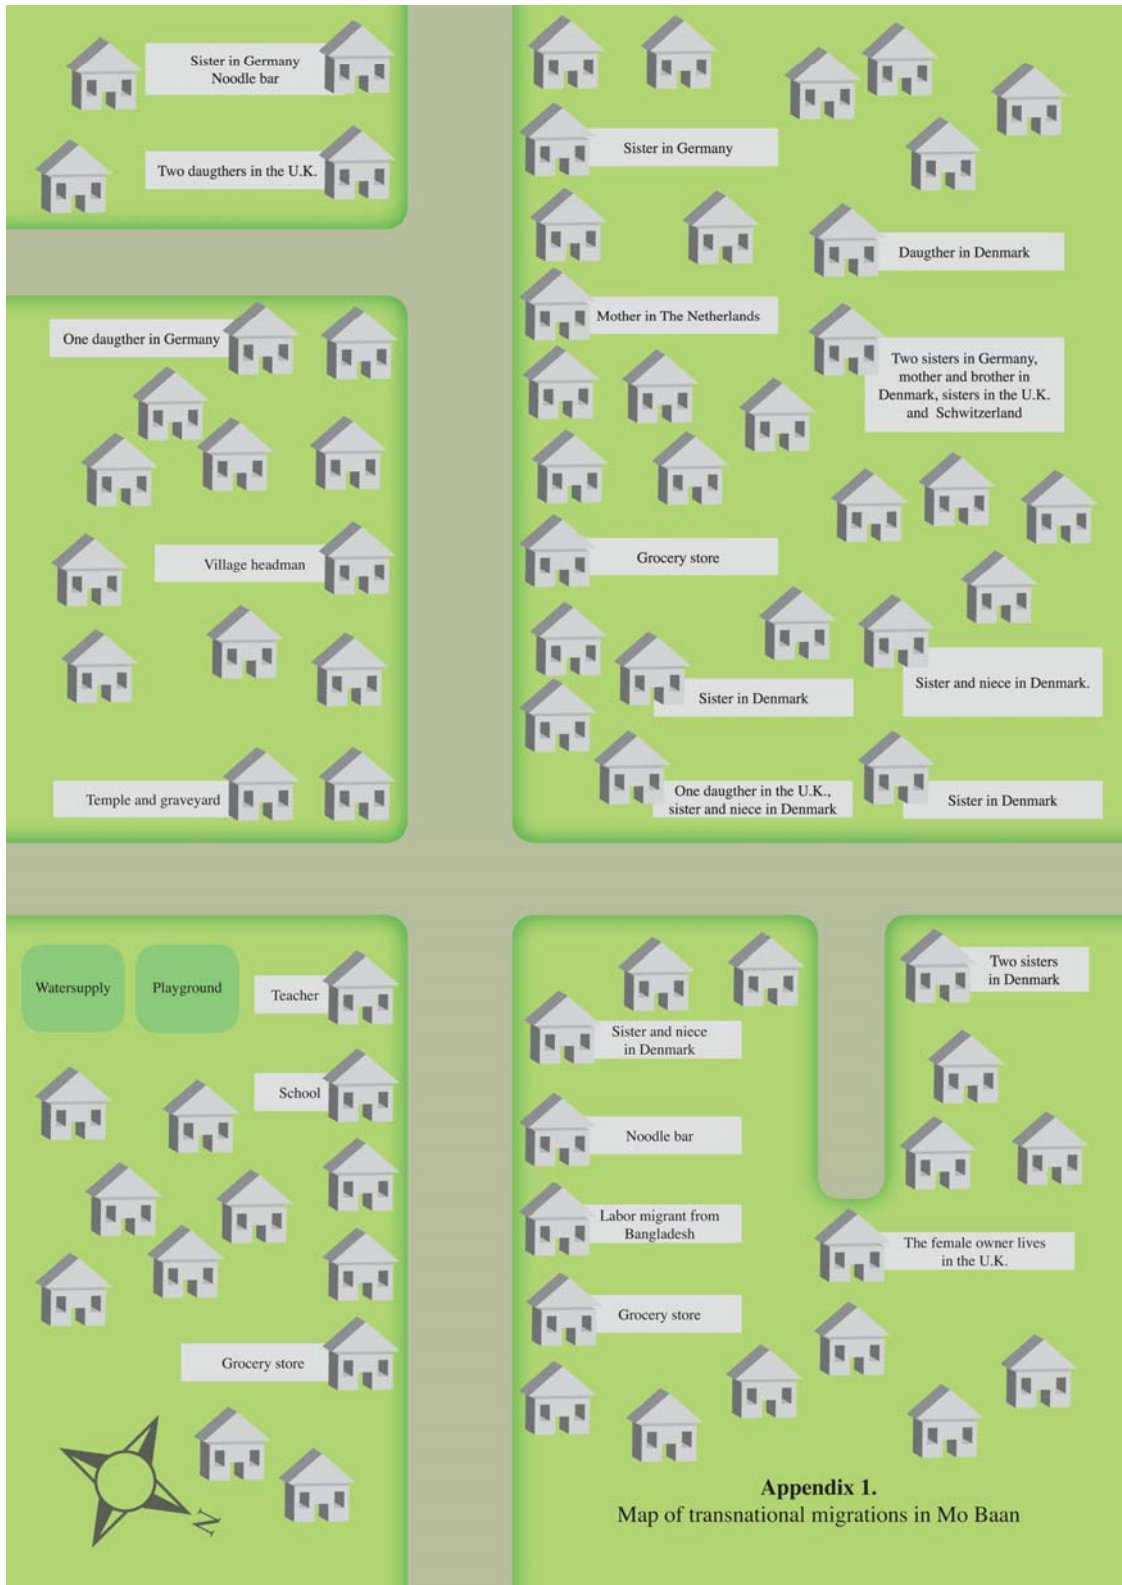 Sister in Germany
Noodle bar
Two daugthers in the U.K.
Sister in Germany
Daugther in Denmark
Mother in The Netherlands
Two sisters in Germany,
mother and brother in
Denmark, sisters in the U.K.
and Schwitzerland
Grocery store
Sister in Denmark
Sister and niece in Denmark.
One daugther in the U.K.,
sister and niece in Denmark
Sister in Denmark
One daugther in Germany
Village headman
Temple and graveyard
Watersupply
Playground
Teacher
School
Grocery store
N
Sister and niece
in Denmark
Noodle bar
Labor migrant from
Bangladesh
Grocery store
Two sisters
in Denmark
The female owner lives
in the U.K.
Appendix 1.
Map of transnational migrations in Mo Baan